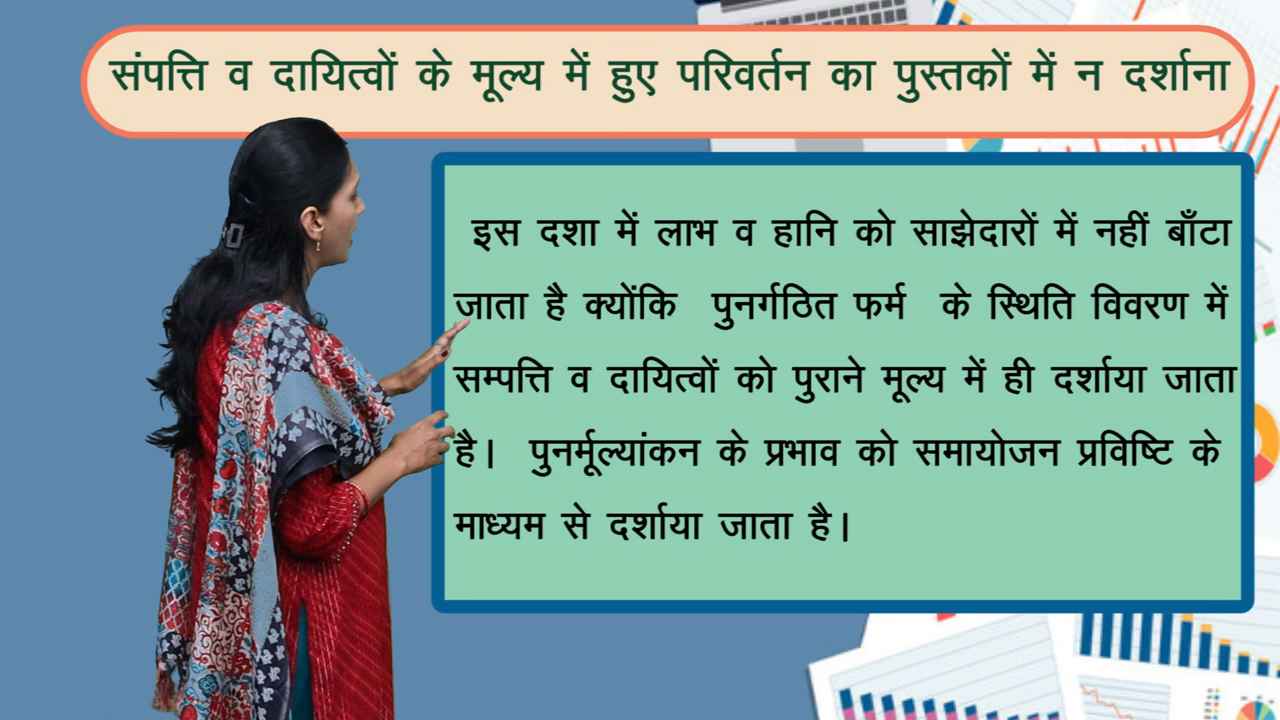 संपत्ति व दायित्वों के मूल्य में हुए परिवर्तन का पुस्तकों में न दर्शाना
इस दशा में लाभ व हानि को साझेदारों में नहीं बाँटा
जाता है क्योंकि पुनर्गठित फर्म के स्थिति विवरण में
सम्पत्ति व दायित्वों को पुराने मूल्य में ही दर्शाया जाता
है। पुनर्मूल्यांकन के प्रभाव को समायोजन प्रविष्टि के
माध्यम से दर्शाया जाता है।